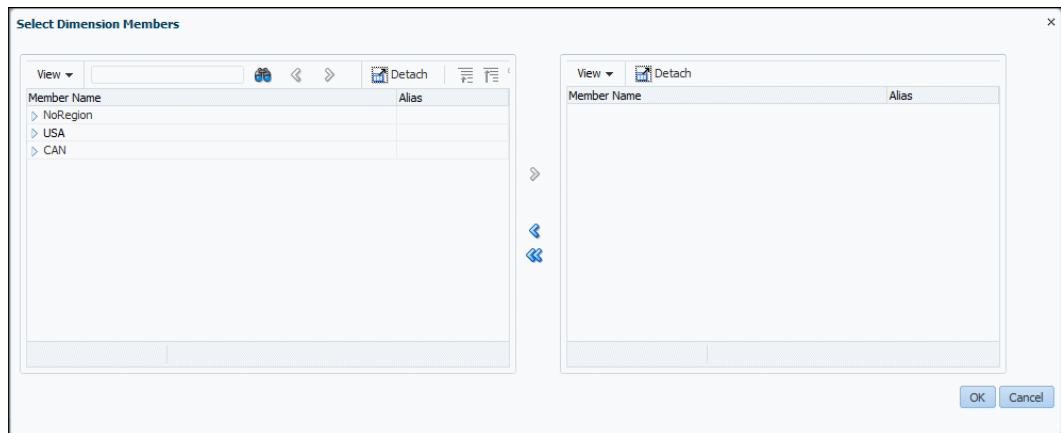 Select Dimension Members
View Detach View Detach
Member Name Alias Member Name Alias
NoRegion
USA
CAN
OK Cancel